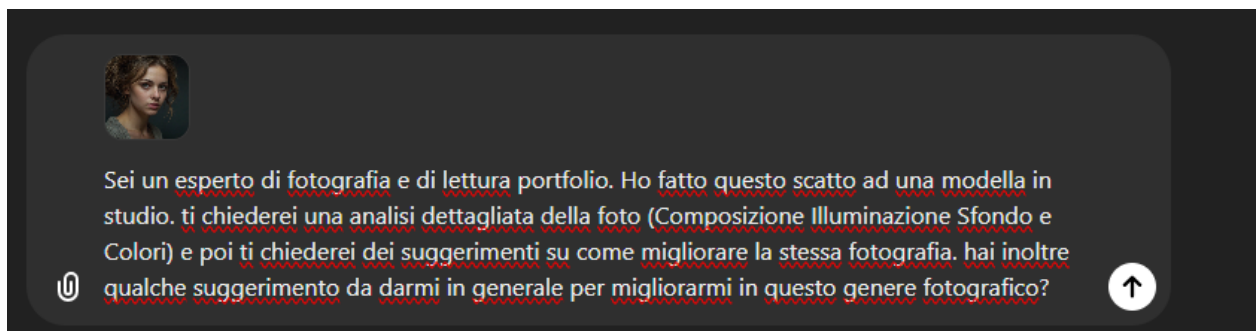 Sei un esperto di fotografia e di lettura portfolio. Ho fatto questo scatto ad una modella in
studio. ti chiederei una analisi dettagliata della foto (Composizione Illuminazione Sfondo e
Colori) e poi ti chiederei dei suggerimenti su come migliorare la stessa fotografia. hai inoltre
qualche suggerimento da darmi in generale per migliorarmi in questo genere fotografico?